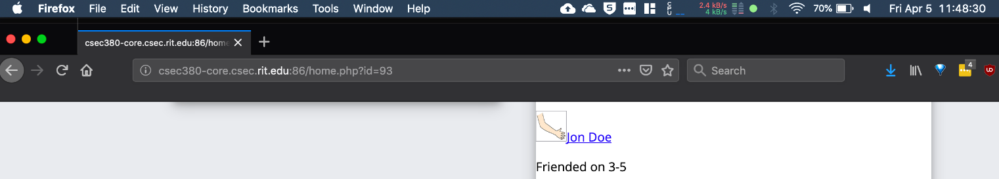 Firefox File Edit View History Bookmarks Tools Window Help S CPU 2.4 kB/s 4 kB/s 70% Fri Apr 5 11:48:30
csec380-core.csec.rit.edu:86/home
csec380-core.csec.rit.edu:86/home.php?id=93 Search 4
Jon Doe
Friended on 3-5